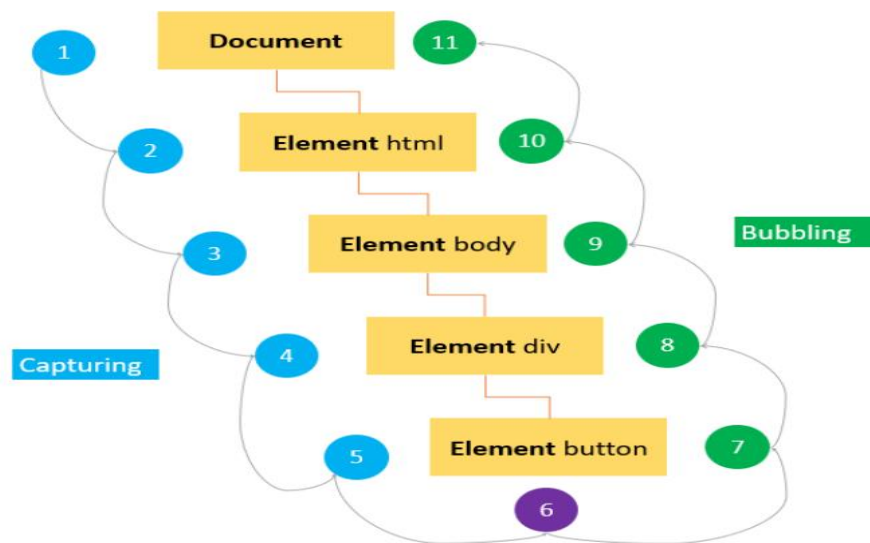 1
Document
11
2
Element html
10
3
Element body
9
Bubbling
4
Element div
8
Capturing
5
Element button
7
6